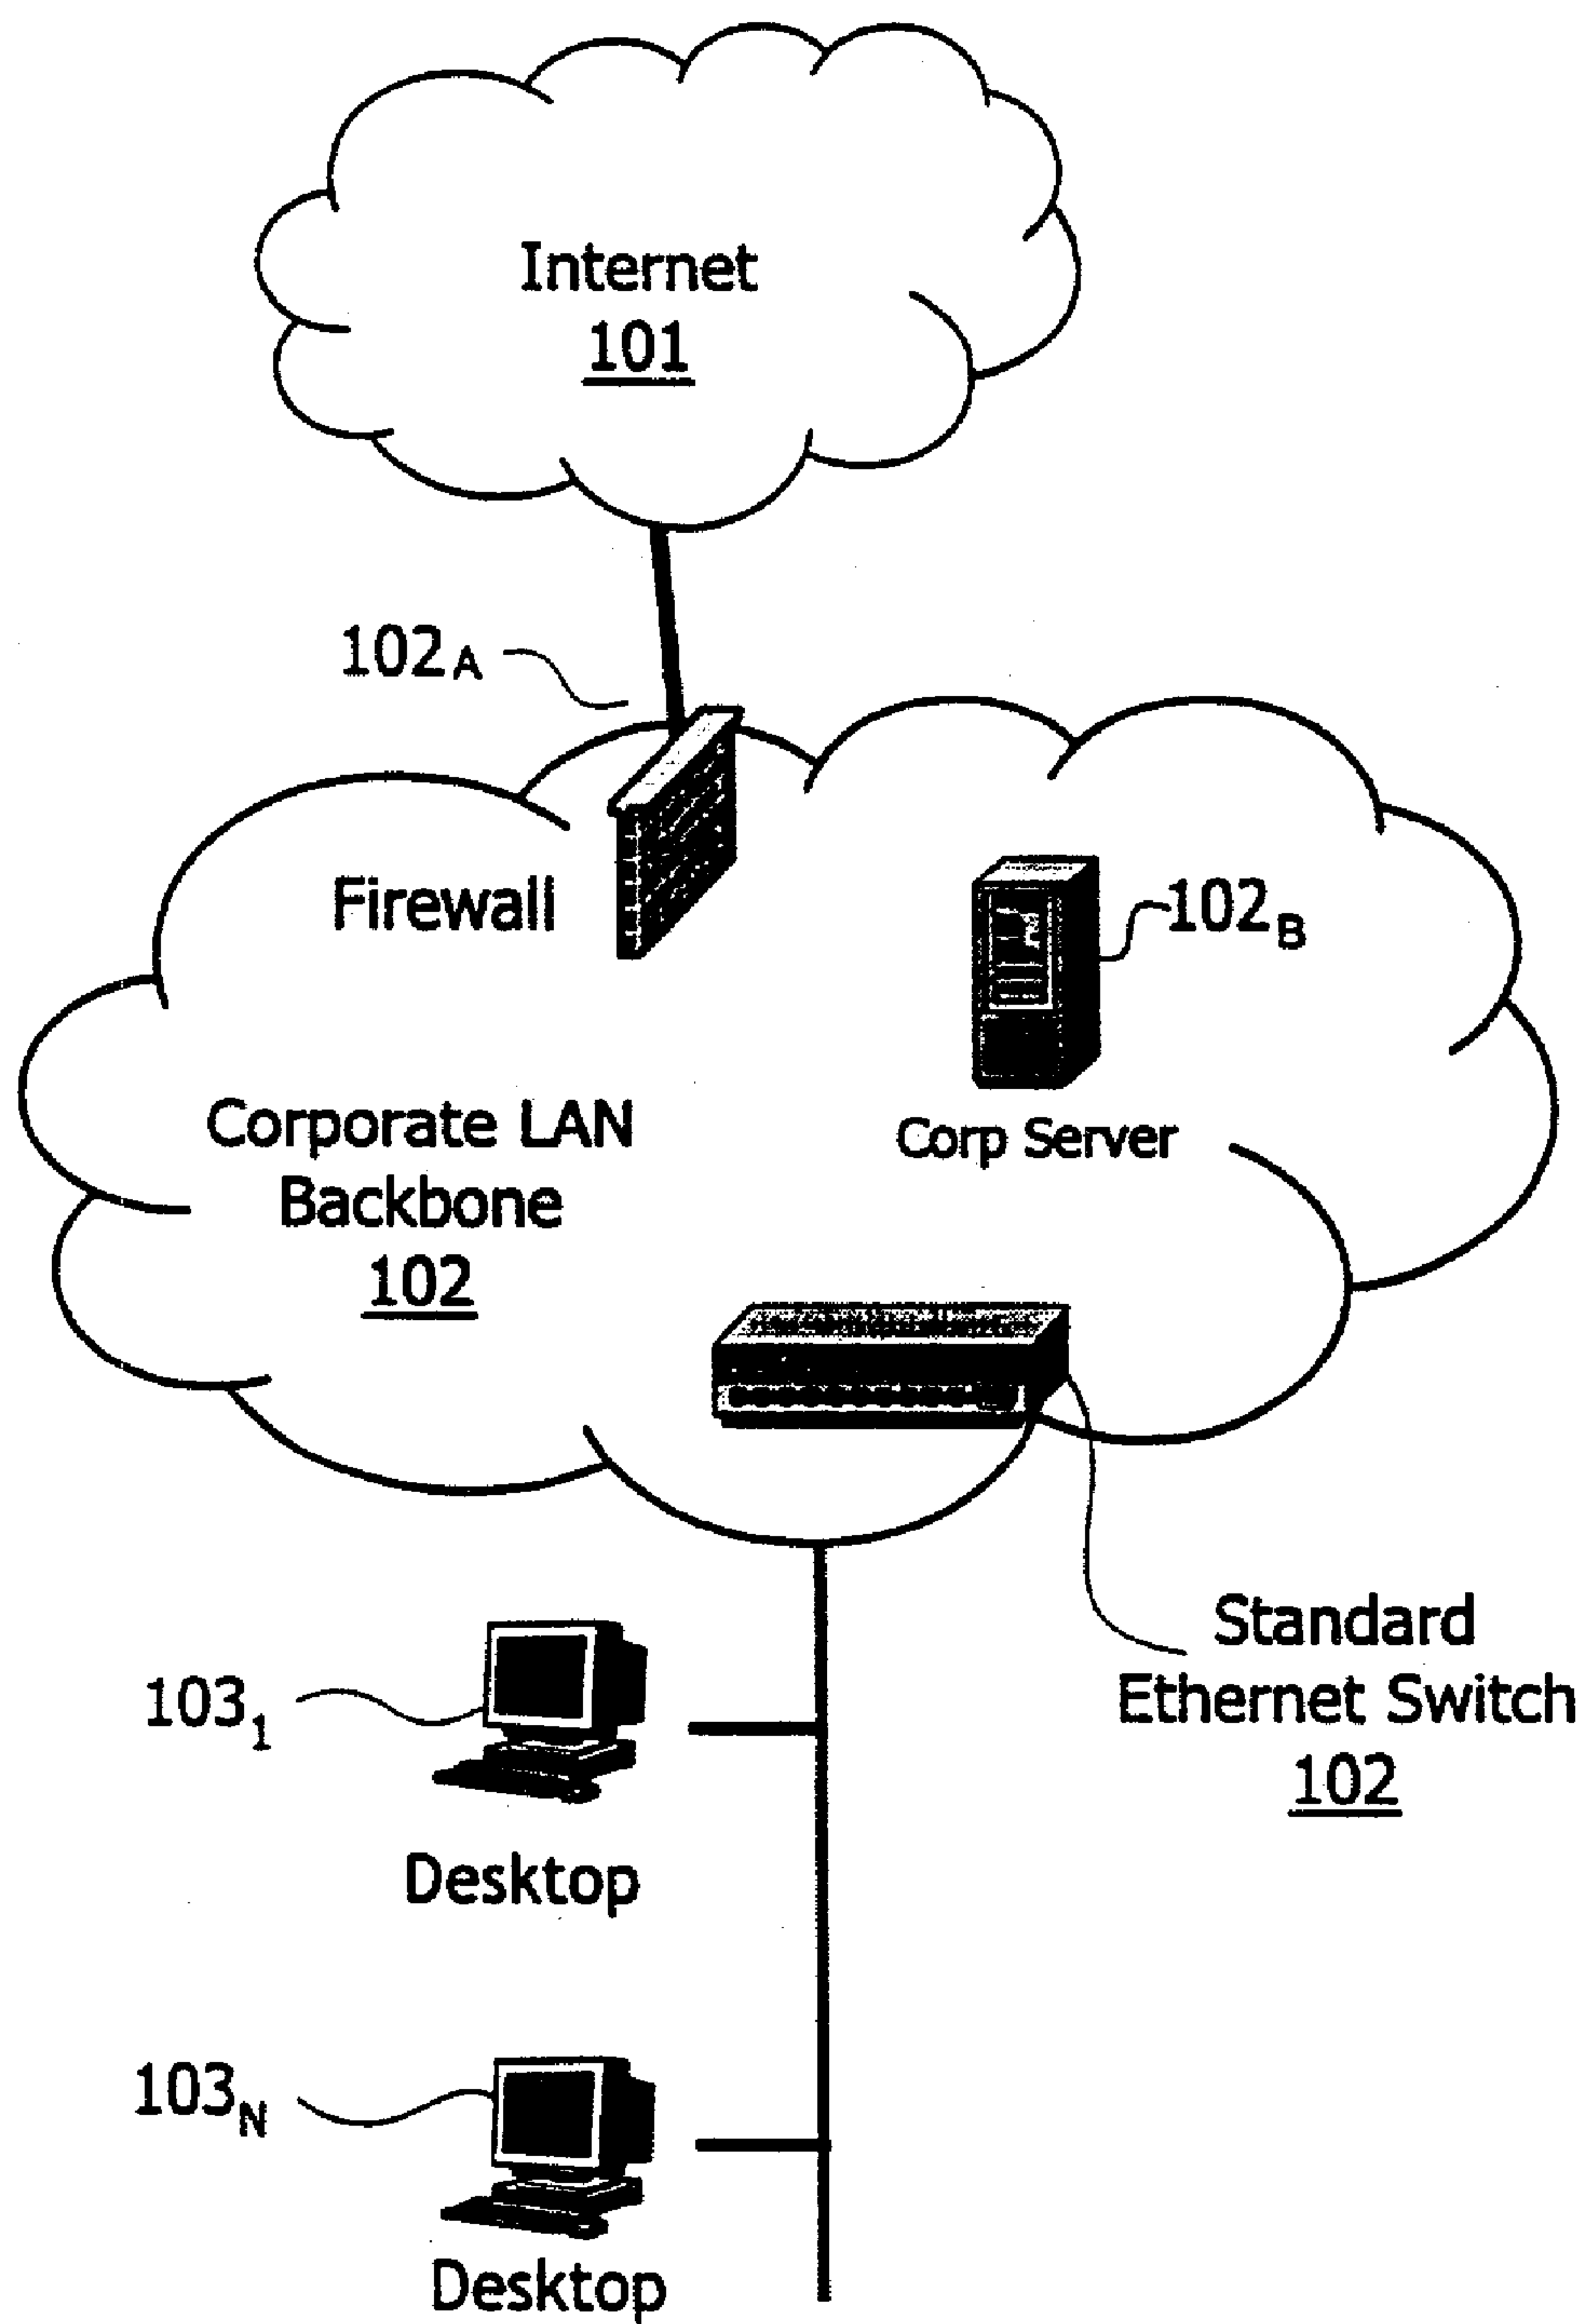 Internet
101
102A
Firewall
102B
Corporate LAN
Backbone
102
Corp Server
Standard
Ethernet Switch
102
1031
Desktop
103N
Desktop